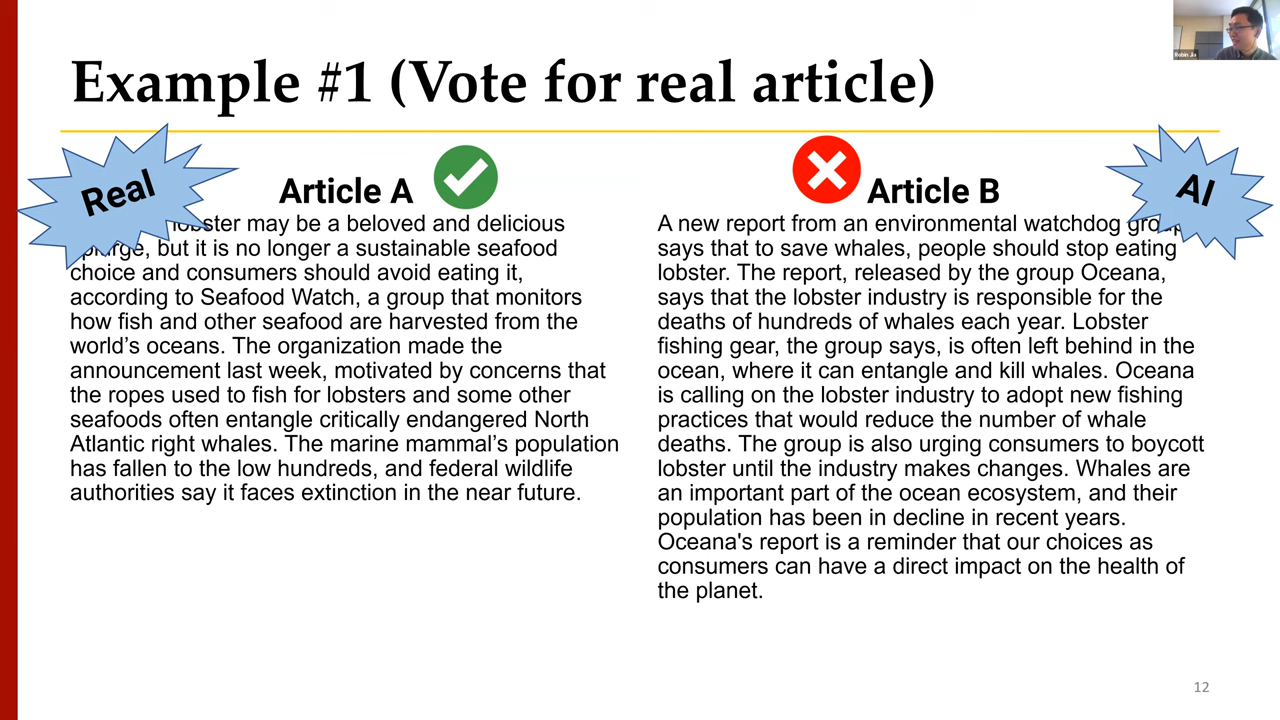 Robin Jia
Example #1 (Vote for real article)
Real
Article A
lobster may be a beloved and delicious
splurge, but it is no longer a sustainable seafood
choice and consumers should avoid eating it,
according to Seafood Watch, a group that monitors
how fish and other seafood are harvested from the
world’s oceans. The organization made the
announcement last week, motivated by concerns that
the ropes used to fish for lobsters and some other
seafoods often entangle critically endangered North
Atlantic right whales. The marine mammal’s population
has fallen to the low hundreds, and federal wildlife
authorities say it faces extinction in the near future.
Article B
AI
A new report from an environmental watchdog group
says that to save whales, people should stop eating
lobster. The report, released by the group Oceana,
says that the lobster industry is responsible for the
deaths of hundreds of whales each year. Lobster
fishing gear, the group says, is often left behind in the
ocean, where it can entangle and kill whales. Oceana
is calling on the lobster industry to adopt new fishing
practices that would reduce the number of whale
deaths. The group is also urging consumers to boycott
lobster until the industry makes changes. Whales are
an important part of the ocean ecosystem, and their
population has been in decline in recent years.
Oceana's report is a reminder that our choices as
consumers can have a direct impact on the health of
the planet.
12